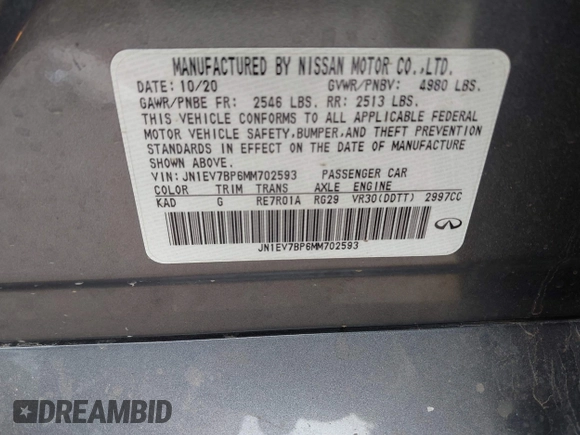 MANUFACTURED BY NISSAN MOTOR CO.,LTD.
DATE: 10/20 GVWR/PNBV: 4980 LBS.
GAWR/PNBE FR: 2546 LBS. RR: 2513 LBS.
THIS VEHICLE CONFORMS TO ALL APPLICABLE FEDERAL
MOTOR VEHICLE SAFETY,BUMPER,AND THEFT PREVENTION
STANDARDS IN EFFECT ON THE DATE OF MANUFACTURE
SHOWN ABOVE.
VIN: JN1EV7BP6MM702593 PASSENGER CAR
COLOR TRIM TRANS AXLE ENGINE
KAD G RE7R01A RG29 VR30(DDTT) 2997CC
JN1EV7BP6MM702593
INFINITI
DREAMBID